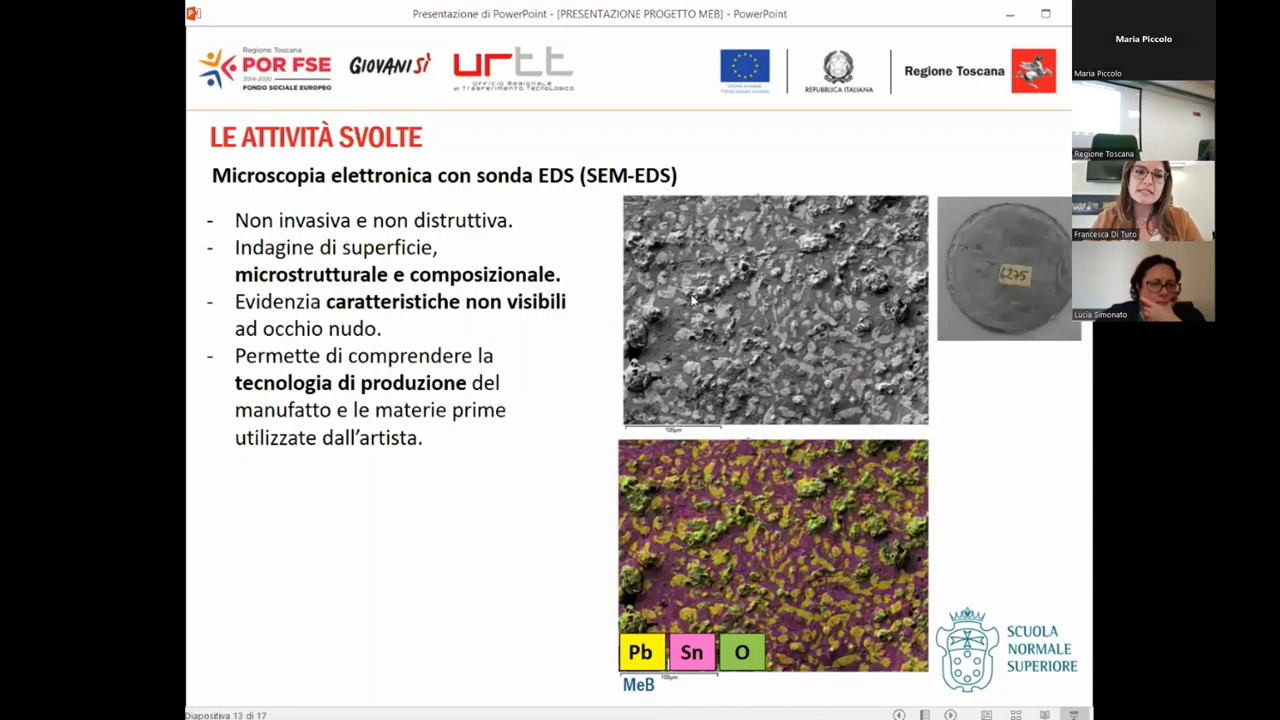 Presentazione di PowerPoint - [PRESENTAZIONE PROGETTO MEB] - PowerPoint
Maria Piccolo
Maria Piccolo
Regione Toscana
POR FSE
2014-2020
FONDO SOCIALE EUROPEO
GIOVANISÌ
urtt
Ufficio Regionale
di Trasferimento Tecnologico
Unione europea
Fondo sociale europeo
REPUBBLICA ITALIANA
Regione Toscana
LE ATTIVITÀ SVOLTE
Microscopia elettronica con sonda EDS (SEM-EDS)
- Non invasiva e non distruttiva.
- Indagine di superficie,
microstrutturale e composizionale.
- Evidenzia caratteristiche non visibili
ad occhio nudo.
- Permette di comprendere la
tecnologia di produzione del
manufatto e le materie prime
utilizzate dall'artista.
100µm
6275
Regione Toscana
Francesca Di Turo
Lucia Simonato
Pb
Sn
O
100µm
MeB
SCUOLA
NORMALE
SUPERIORE
Diapositiva 13 di 17